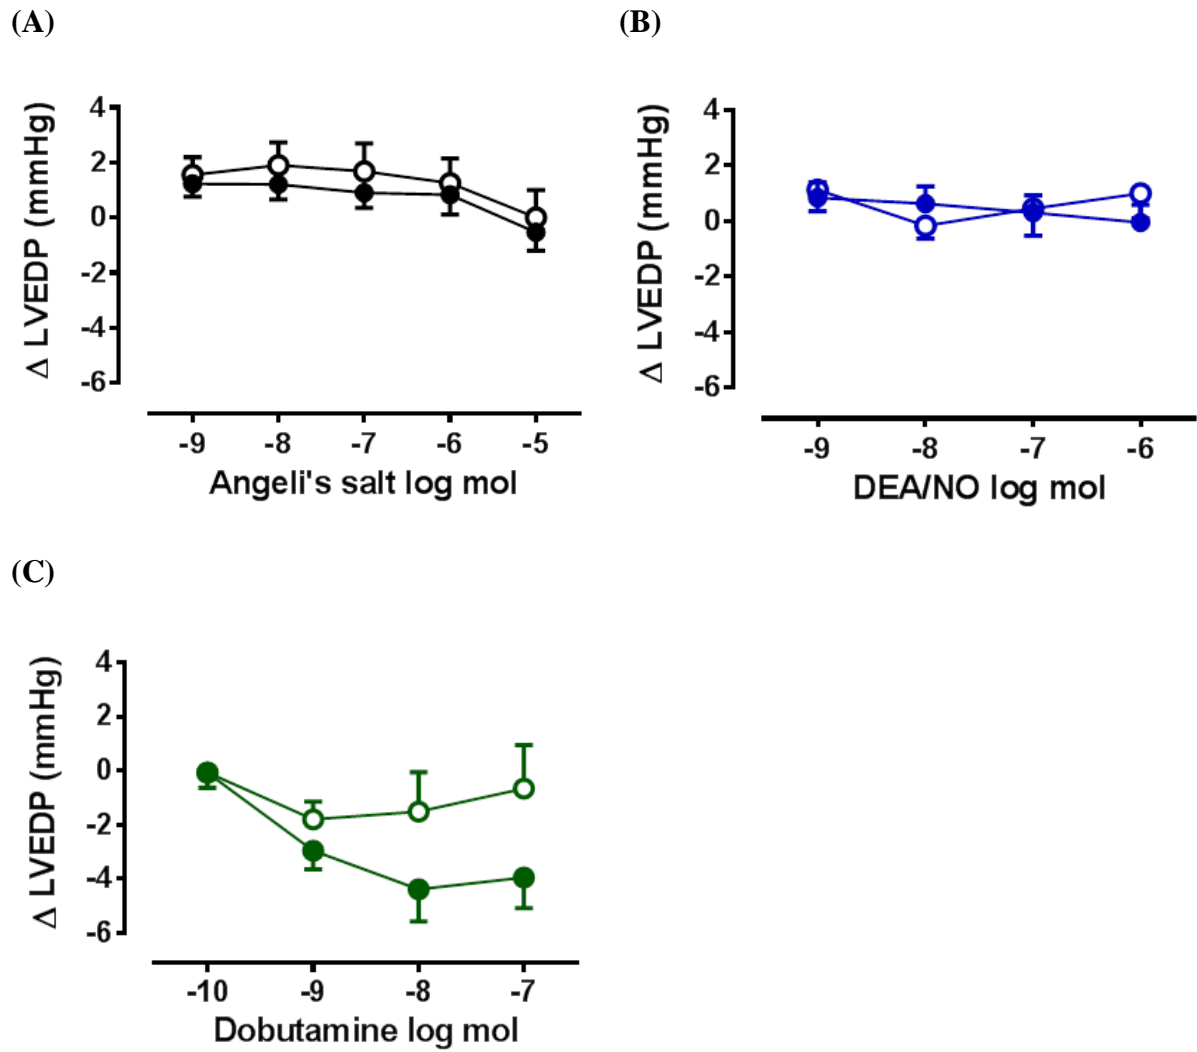 (A)
Δ LVEDP (mmHg)
4
2
0
-2
-4
-6
-9 -8 -7 -6 -5
Angeli's salt log mol
(B)
Δ LVEDP (mmHg)
4
2
0
-2
-4
-6
-9 -8 -7 -6
DEA/NO log mol
(C)
Δ LVEDP (mmHg)
4
2
0
-2
-4
-6
-10 -9 -8 -7
Dobutamine log mol